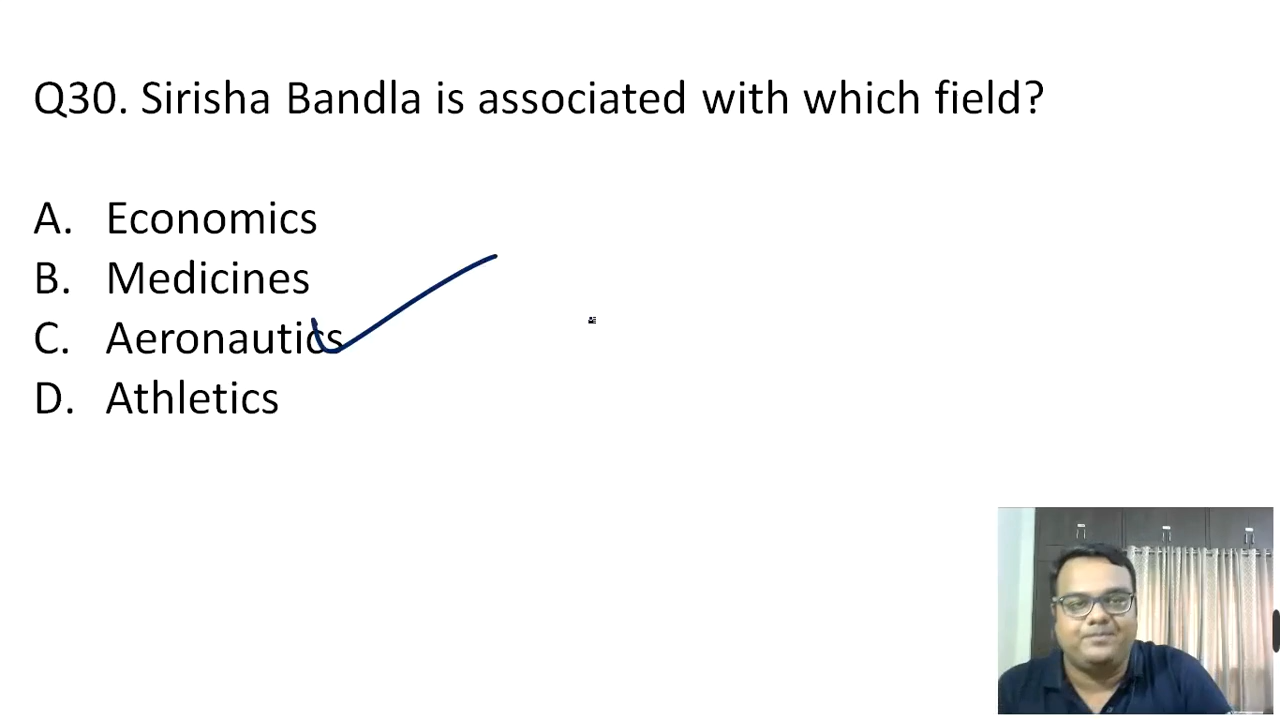 Q30. Sirisha Bandla is associated with which field?
A. Economics
B. Medicines
C. Aeronautics
D. Athletics